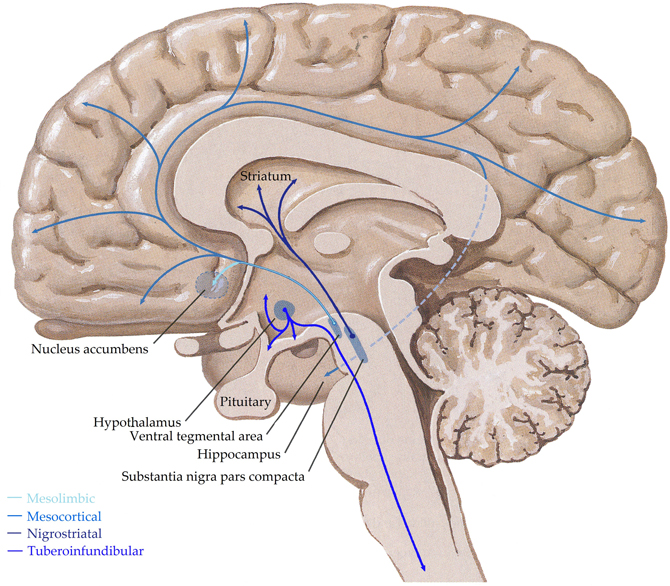 Striatum
Nucleus accumbens
Pituitary
Hypothalamus
Ventral tegmental area
Hippocampus
Substantia nigra pars compacta
Mesolimbic
Mesocortical
Nigrostriatal
Tuberoinfundibular